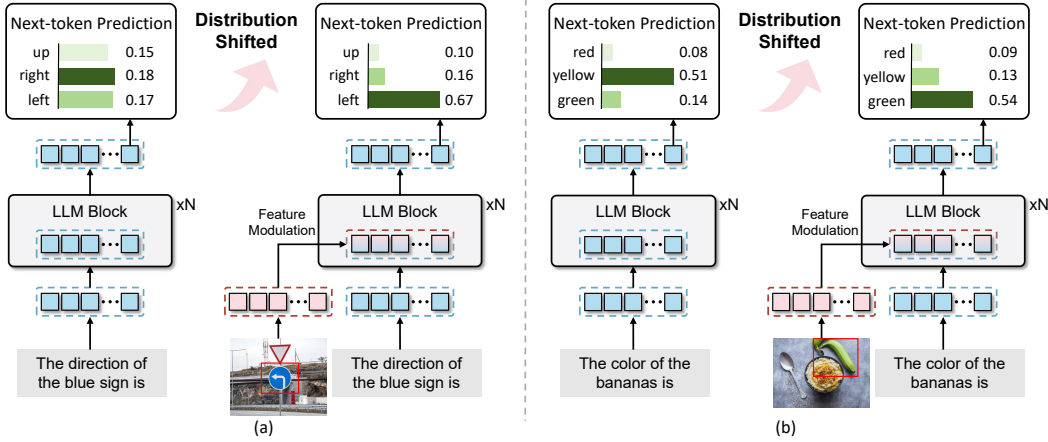 Next-token Prediction
up 0.15
right 0.18
left 0.17
Distribution
Shifted
Next-token Prediction
up 0.10
right 0.16
left 0.67
LLM Block
xN
Feature
Modulation
LLM Block
xN
The direction of
the blue sign is
The direction of
the blue sign is
(a)
Next-token Prediction
red 0.08
yellow 0.51
green 0.14
Distribution
Shifted
Next-token Prediction
red 0.09
yellow 0.13
green 0.54
LLM Block
xN
Feature
Modulation
LLM Block
xN
The color of the
bananas is
The color of the
bananas is
(b)